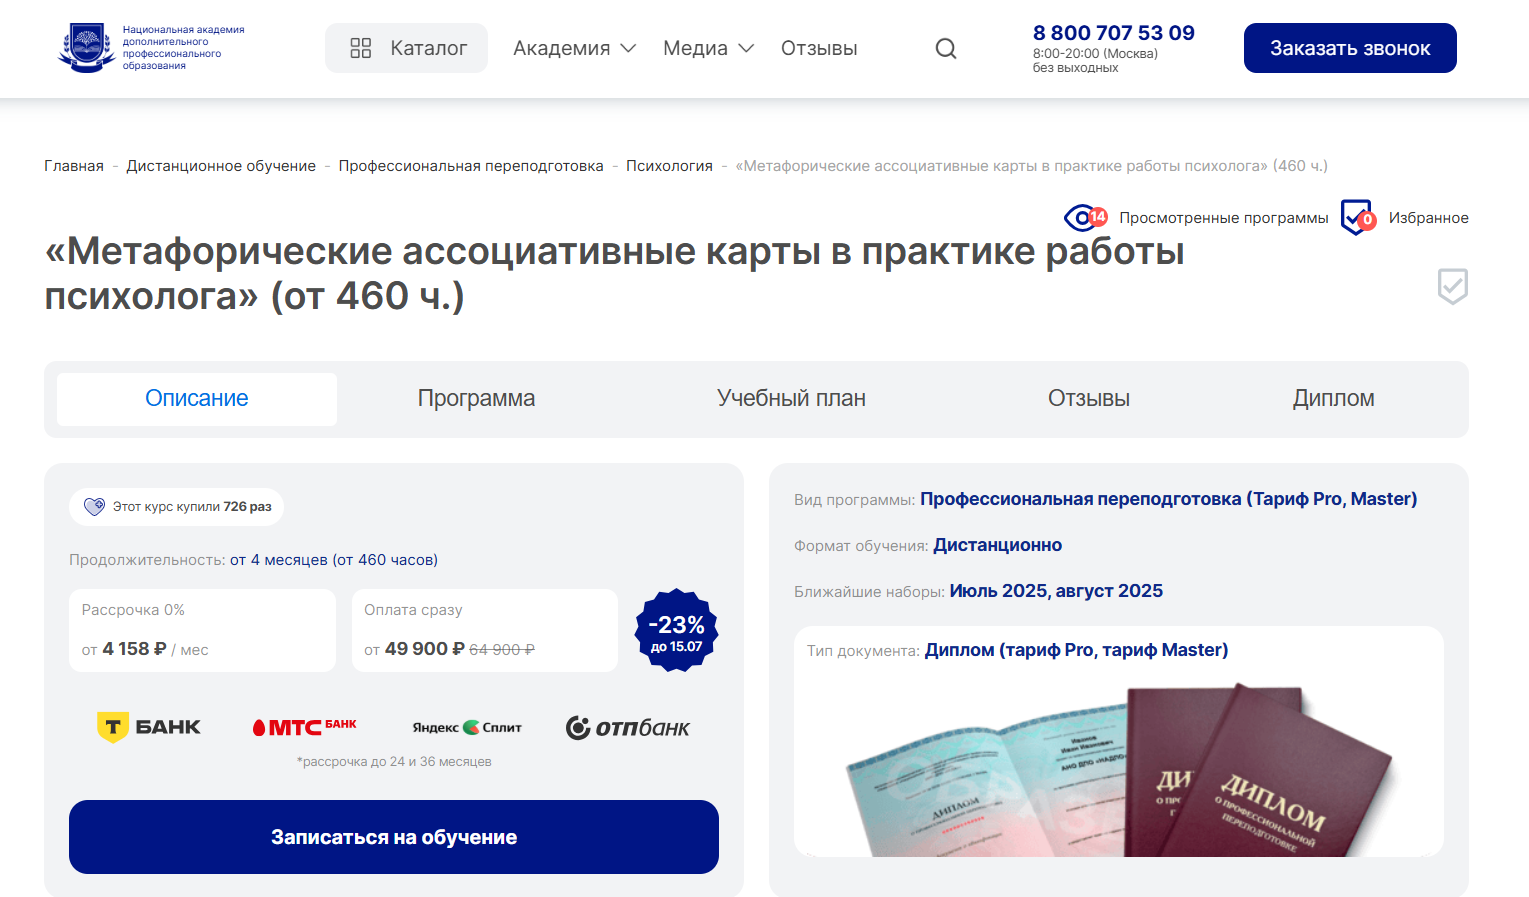 Национальная академия
дополнительного
профессионального
образования
Каталог
Академия
Медиа
Отзывы
8 800 707 53 09
8:00-20:00 (Москва)
без выходных
Заказать звонок
Главная - Дистанционное обучение - Профессиональная переподготовка - Психология - «Метафорические ассоциативные карты в практике работы психолога» (460 ч.)
14 Просмотренные программы 0 Избранное
«Метафорические ассоциативные карты в практике работы
психолога» (от 460 ч.)
Описание
Программа
Учебный план
Отзывы
Диплом
Этот курс купили 726 раз
Продолжительность: от 4 месяцев (от 460 часов)
Рассрочка 0%
от 4 158 ₽ / мес
Оплата сразу
от 49 900 ₽ 64 900 ₽
-23%
до 15.07
Т БАНК
МТС БАНК
Яндекс Сплит
отпбанк
*рассрочка до 24 и 36 месяцев
Записаться на обучение
Вид программы: Профессиональная переподготовка (Тариф Pro, Master)
Формат обучения: Дистанционно
Ближайшие наборы: Июль 2025, август 2025
Тип документа: Диплом (тариф Pro, тариф Master)
Иванов
Иван Иванович
ДИПЛОМ
ДИ
О ПР
ДИПЛОМ
О ПРОФЕССИОНАЛЬНОЙ
ПЕРЕПОДГОТОВКЕ